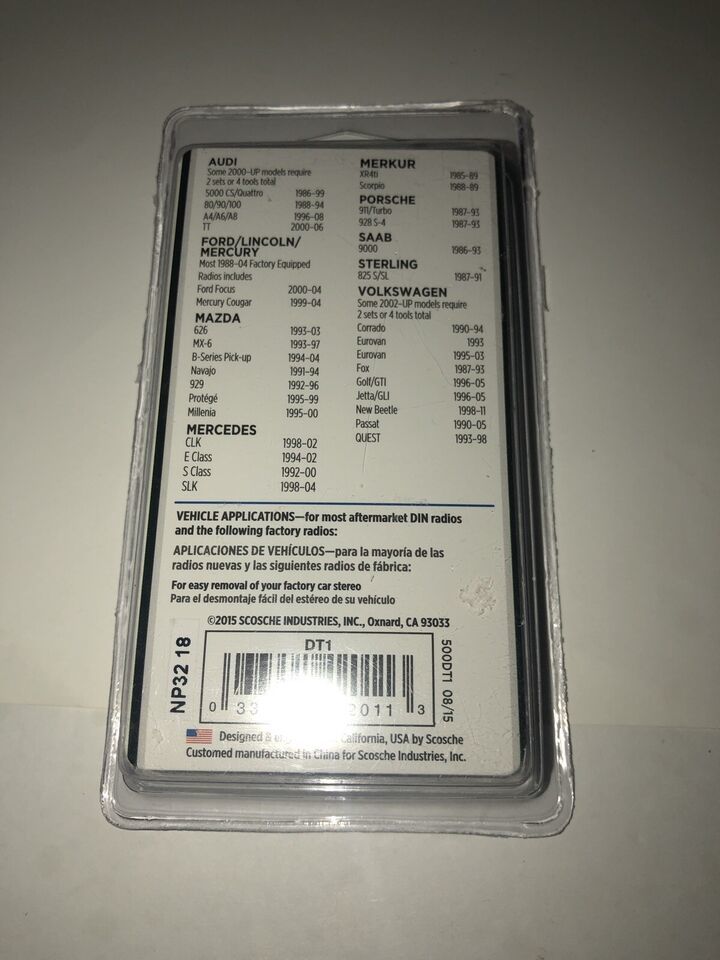 AUDI
Some 2000-UP models require
2 sets or 4 tools total
5000 CS/Quattro 1986-99
80/90/100 1988-94
A4/A6/A8 1996-08
TT 2000-06
FORD/LINCOLN/
MERCURY
Most 1988-04 Factory Equipped
Radios includes
Ford Focus 2000-04
Mercury Cougar 1999-04
MAZDA
626 1993-03
MX-6 1993-97
B-Series Pick-up 1994-04
Navajo 1991-94
929 1992-96
Protégé 1995-99
Millenia 1995-00
MERCEDES
CLK 1998-02
E Class 1994-02
S Class 1992-00
SLK 1998-04
MERKUR
XR4ti 1985-89
Scorpio 1988-89
PORSCHE
911/Turbo 1987-93
928 S-4 1987-93
SAAB
9000 1986-93
STERLING
825 S/SL 1987-91
VOLKSWAGEN
Some 2002-UP models require
2 sets or 4 tools total
Corrado 1990-94
Eurovan 1993
Eurovan 1995-03
Fox 1987-93
Golf/GTI 1996-05
Jetta/GLI 1996-05
New Beetle 1998-11
Passat 1990-05
QUEST 1993-98
VEHICLE APPLICATIONS—for most aftermarket DIN radios
and the following factory radios:
APLICACIONES DE VEHÍCULOS—para la mayoría de las
radios nuevas y las siguientes radios de fábrica:
For easy removal of your factory car stereo
Para el desmontaje fácil del estéreo de su vehículo
©2015 SCOSCHE INDUSTRIES, INC., Oxnard, CA 93033
NP32 18
DT1
0 33 2011 3
500DT1 08/15
Designed & California, USA by Scosche
Customed manufactured in China for Scosche Industries, Inc.